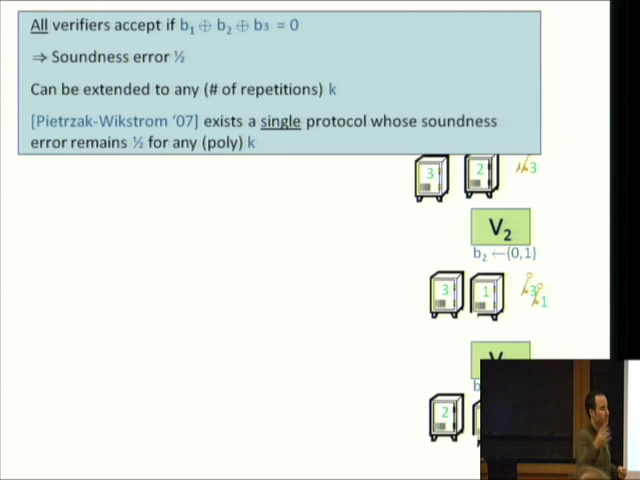 All verifiers accept if b₁ ⊕ b₂ ⊕ b₃ = 0
⇒ Soundness error ½
Can be extended to any (# of repetitions) k
[Pietrzak-Wikstrom '07] exists a single protocol whose soundness
error remains ½ for any (poly) k
3 2 3
V₂
b₂ ←{0,1}
3 1 3 1
V
b
2